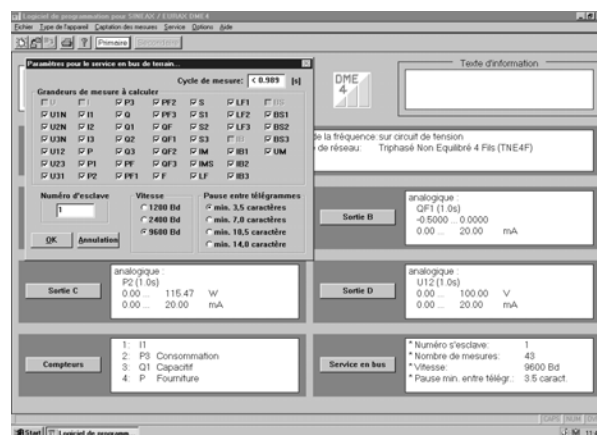 Logiciel de programmation pour SINEAX / EURAX DME 4
Fichier Type de l'appareil Captation des mesures Service Options Aide
Primaire Secondaire
Paramètres pour le service en bus de terrain...
Cycle de mesure: < 0.989 [s]
Grandeurs de mesure à calculer
U I P3 PF2 S LF1 BS
U1N I1 Q PF3 S1 LF2 BS1
U2N I2 Q1 QF S2 LF3 BS2
U3N I3 Q2 QF1 S3 BI BS3
U12 P Q3 QF2 IM IB1 UM
U23 P1 PF QF3 IMS IB2
U31 P2 PF1 F LF IB3
Numéro d'esclave
1
Vitesse
1200 Bd
2400 Bd
9600 Bd
Pause entre télégrammes
min. 3,5 caractères
min. 7,0 caractères
min. 10,5 caractères
min. 14,0 caractères
OK Annulation
DME
4
Texte d'information
de la fréquence: sur circuit de tension
de réseau: Triphasé Non Equilibré 4 Fils (TNE4F)
Sortie B
analogique :
QF1 (1.0s)
-0.5000 ... 0.0000
0.00 ... 20.00 mA
Sortie C
analogique :
P2 (1.0s)
0.00 ... 115.47 W
0.00 ... 20.00 mA
Sortie D
analogique :
U12 (1.0s)
0.00 ... 100.00 V
0.00 ... 20.00 mA
Compteurs
1: I1
2: P3 Consommation
3: Q1 Capacitif
4: P Fourniture
Service en bus
* Numéro s'esclave: 1
* Nombre de mesures: 43
* Vitesse: 9600 Bd
* Pause min. entre télégr.: 3.5 caract.
CAPS NUM
Start Logiciel de programm...